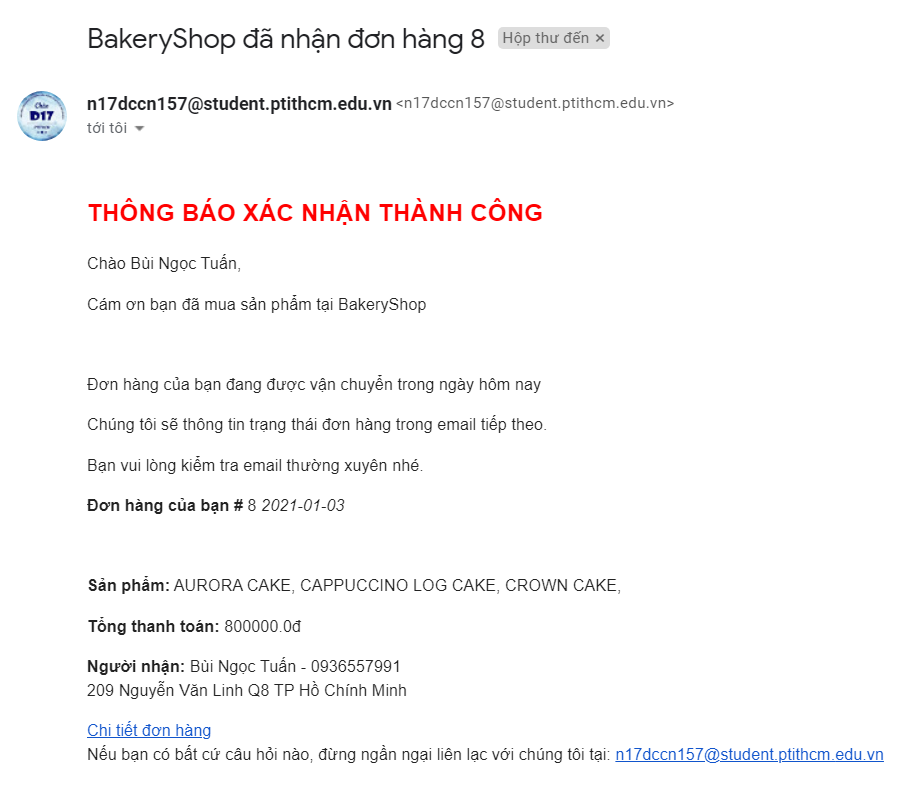 BakeryShop đã nhận đơn hàng 8 Hộp thư đến ×
n17dccn157@student.ptithcm.edu.vn <n17dccn157@student.ptithcm.edu.vn>
tới tôi
D17
THÔNG BÁO XÁC NHẬN THÀNH CÔNG
Chào Bùi Ngọc Tuấn,
Cám ơn bạn đã mua sản phẩm tại BakeryShop
Đơn hàng của bạn đang được vận chuyển trong ngày hôm nay
Chúng tôi sẽ thông tin trạng thái đơn hàng trong email tiếp theo.
Bạn vui lòng kiểm tra email thường xuyên nhé.
Đơn hàng của bạn # 8 2021-01-03
Sản phẩm: AURORA CAKE, CAPPUCCINO LOG CAKE, CROWN CAKE,
Tổng thanh toán: 800000.0đ
Người nhận: Bùi Ngọc Tuấn - 0936557991
209 Nguyễn Văn Linh Q8 TP Hồ Chính Minh
Chi tiết đơn hàng
Nếu bạn có bất cứ câu hỏi nào, đừng ngần ngại liên lạc với chúng tôi tại: n17dccn157@student.ptithcm.edu.vn